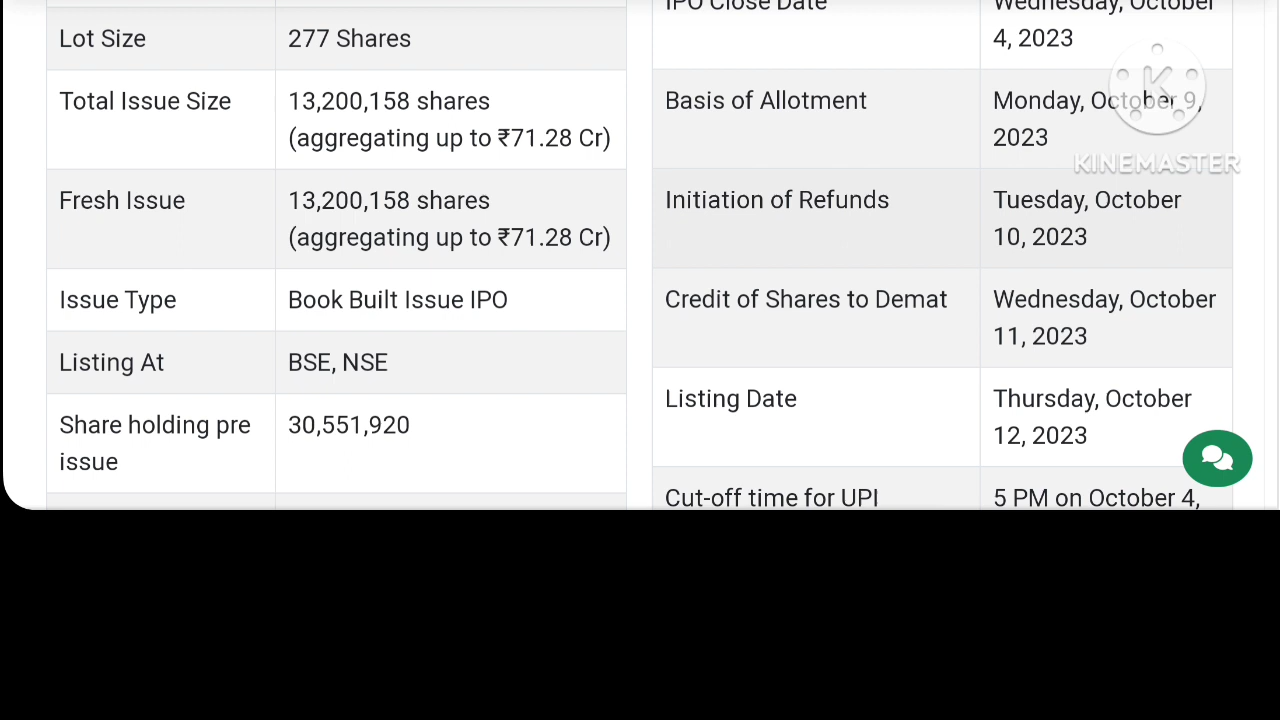 Lot Size
277 Shares
Total Issue Size
13,200,158 shares
(aggregating up to ₹71.28 Cr)
Fresh Issue
13,200,158 shares
(aggregating up to ₹71.28 Cr)
Issue Type
Book Built Issue IPO
Listing At
BSE, NSE
Share holding pre
issue
30,551,920
IPO Close Date
Wednesday, October
4, 2023
Basis of Allotment
Monday, October 9,
2023
Initiation of Refunds
Tuesday, October
10, 2023
Credit of Shares to Demat
Wednesday, October
11, 2023
Listing Date
Thursday, October
12, 2023
Cut-off time for UPI
5 PM on October 4,
K
KINEMASTER